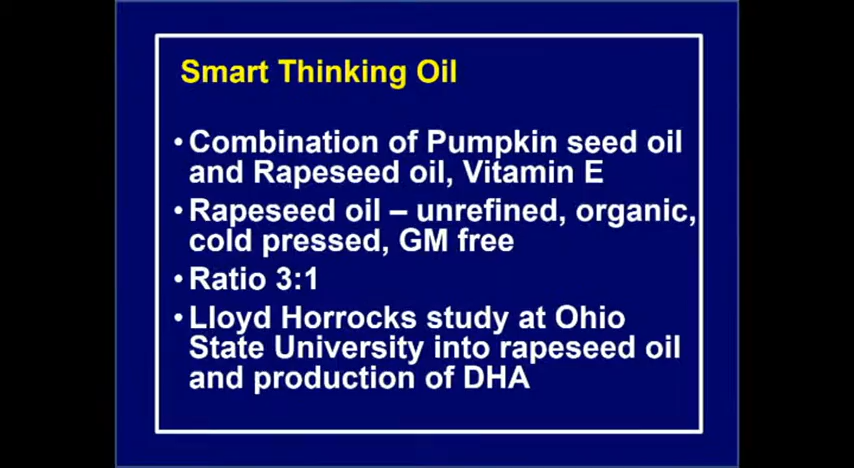 Smart Thinking Oil
• Combination of Pumpkin seed oil
and Rapeseed oil, Vitamin E
• Rapeseed oil – unrefined, organic,
cold pressed, GM free
• Ratio 3:1
• Lloyd Horrocks study at Ohio
State University into rapeseed oil
and production of DHA